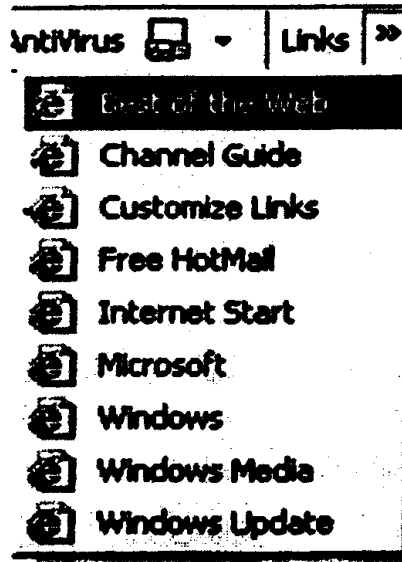 AntiVirus Links »
Best of the Web
Channel Guide
Customize Links
Free HotMail
Internet Start
Microsoft
Windows
Windows Media
Windows Update